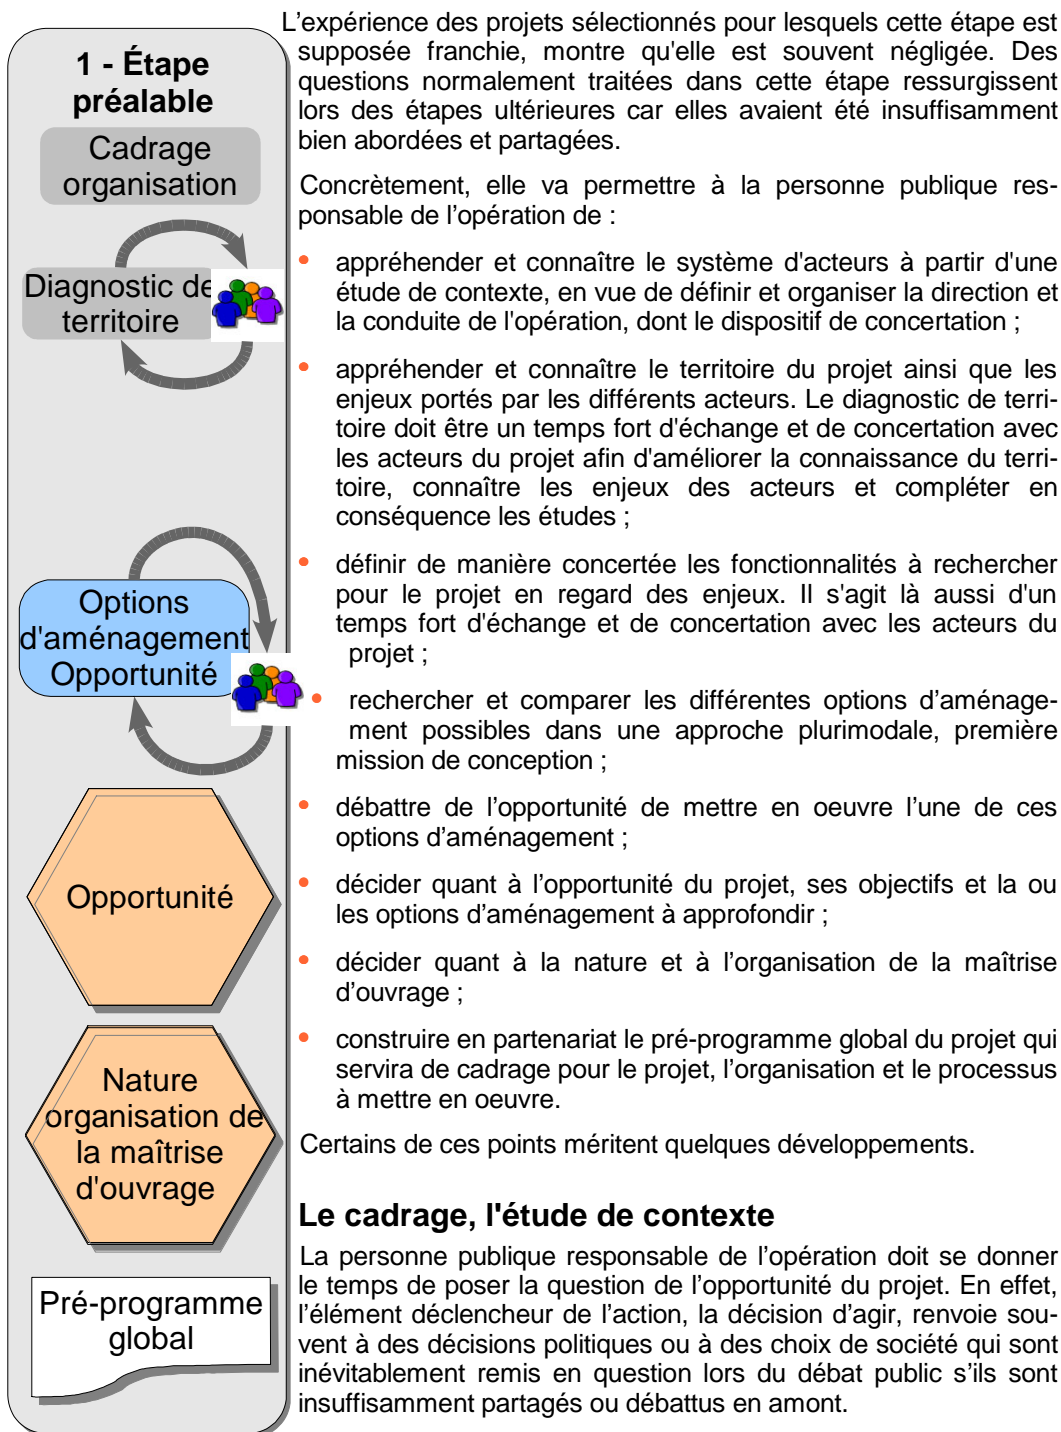 1 - Étape
préalable
Cadrage
organisation
Diagnostic de
territoire
Options
d'aménagement
Opportunité
Opportunité
Nature
organisation de
la maîtrise
d'ouvrage
Pré-programme
global
L'expérience des projets sélectionnés pour lesquels cette étape est
supposée franchie, montre qu'elle est souvent négligée. Des
questions normalement traitées dans cette étape ressurgissent
lors des étapes ultérieures car elles avaient été insuffisamment
bien abordées et partagées.
Concrètement, elle va permettre à la personne publique res-
ponsable de l'opération de :
• appréhender et connaître le système d'acteurs à partir d'une
étude de contexte, en vue de définir et organiser la direction et
la conduite de l'opération, dont le dispositif de concertation ;
• appréhender et connaître le territoire du projet ainsi que les
enjeux portés par les différents acteurs. Le diagnostic de terri-
toire doit être un temps fort d'échange et de concertation avec
les acteurs du projet afin d'améliorer la connaissance du terri-
toire, connaître les enjeux des acteurs et compléter en
conséquence les études ;
• définir de manière concertée les fonctionnalités à rechercher
pour le projet en regard des enjeux. Il s'agit là aussi d'un
temps fort d'échange et de concertation avec les acteurs du
projet ;
• rechercher et comparer les différentes options d'aménage-
ment possibles dans une approche plurimodale, première
mission de conception ;
• débattre de l'opportunité de mettre en oeuvre l'une de ces
options d'aménagement ;
• décider quant à l'opportunité du projet, ses objectifs et la ou
les options d'aménagement à approfondir ;
• décider quant à la nature et à l'organisation de la maîtrise
d'ouvrage ;
• construire en partenariat le pré-programme global du projet qui
servira de cadrage pour le projet, l'organisation et le processus
à mettre en oeuvre.
Certains de ces points méritent quelques développements.
Le cadrage, l'étude de contexte
La personne publique responsable de l'opération doit se donner
le temps de poser la question de l'opportunité du projet. En effet,
l'élément déclencheur de l'action, la décision d'agir, renvoie sou-
vent à des décisions politiques ou à des choix de société qui sont
inévitablement remis en question lors du débat public s'ils sont
insuffisamment partagés ou débattus en amont.